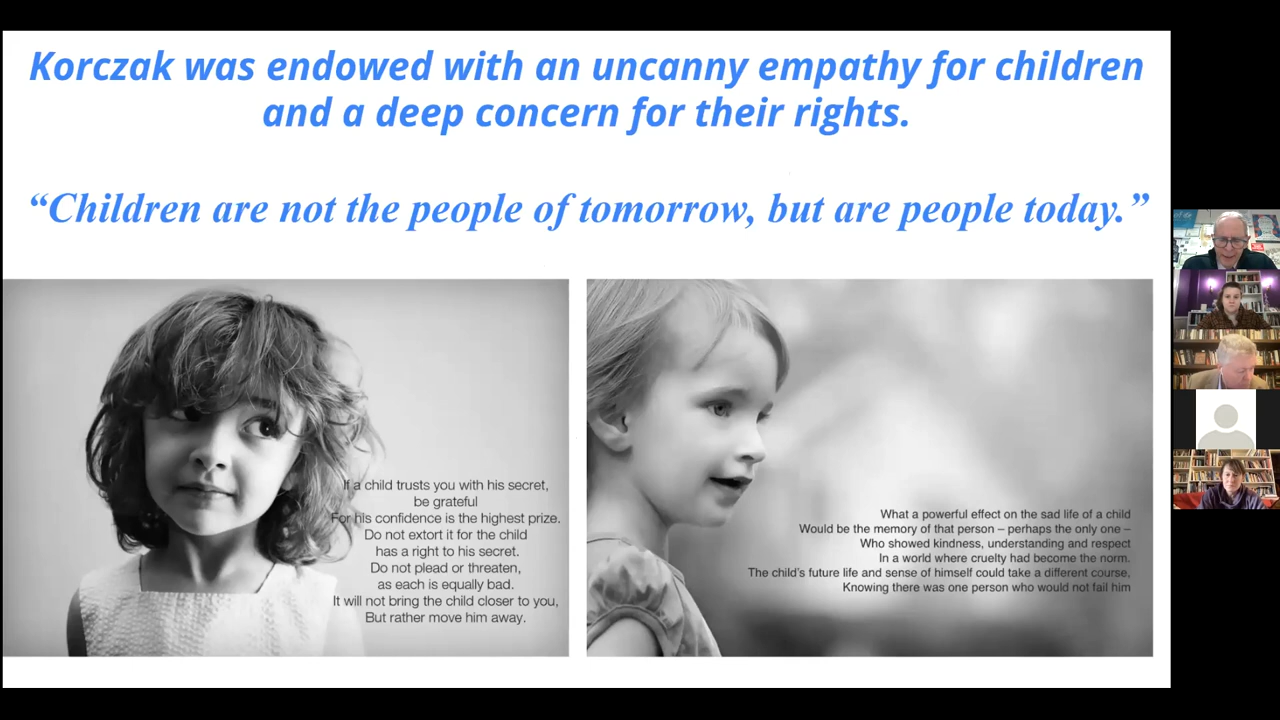 Korczak was endowed with an uncanny empathy for children
and a deep concern for their rights.
“Children are not the people of tomorrow, but are people today.”
If a child trusts you with his secret,
be grateful
For his confidence is the highest prize.
Do not extort it for the child
has a right to his secret.
Do not plead or threaten,
as each is equally bad.
It will not bring the child closer to you,
But rather move him away.
What a powerful effect on the sad life of a child
Would be the memory of that person – perhaps the only one –
Who showed kindness, understanding and respect
In a world where cruelty had become the norm.
The child’s future life and sense of himself could take a different course,
Knowing there was one person who would not fail him